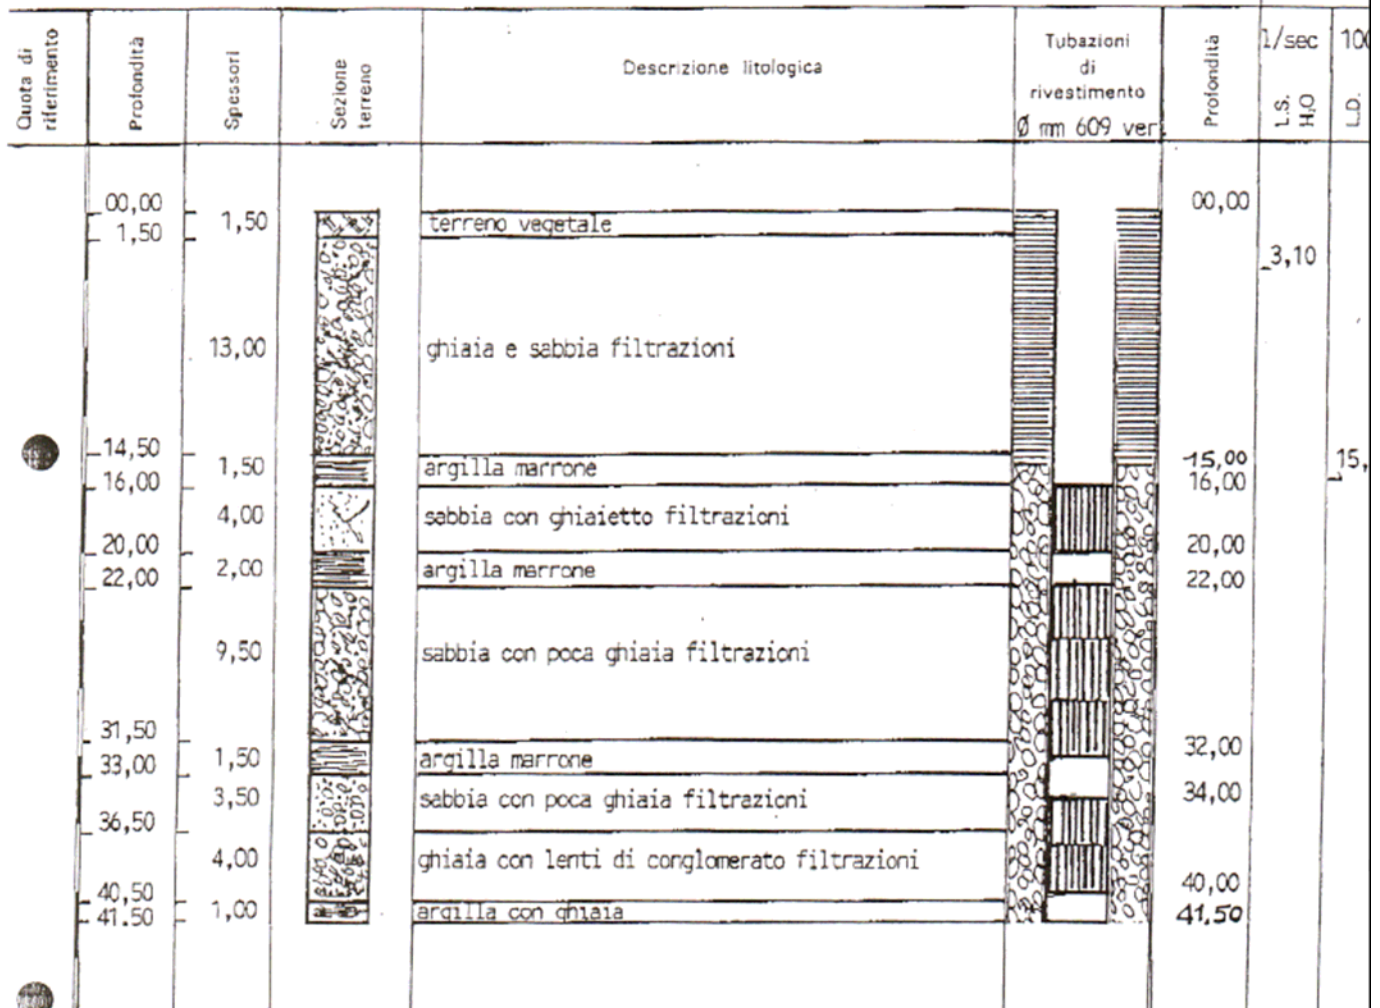 Quota di
riferimento
Profondità
Spessori
Sezione
terreno
Descrizione litologica
Tubazioni
di
rivestimento
Ø mm 609 ver
Profondità
l/sec
L.S.
H₂O
100
L.D.
00,00
1,50
1,50
terreno vegetale
00,00
3,10
13,00
ghiaia e sabbia filtrazioni
14,50
1,50
argilla marrone
15,00
15,
16,00
16,00
4,00
sabbia con ghiaietto filtrazioni
20,00
20,00
2,00
argilla marrone
22,00
22,00
9,50
sabbia con poca ghiaia filtrazioni
31,50
1,50
argilla marrone
32,00
33,00
3,50
sabbia con poca ghiaia filtrazioni
34,00
36,50
4,00
ghiaia con lenti di conglomerato filtrazioni
40,50
40,00
41.50
1,00
argilla con ghiaia
41.50